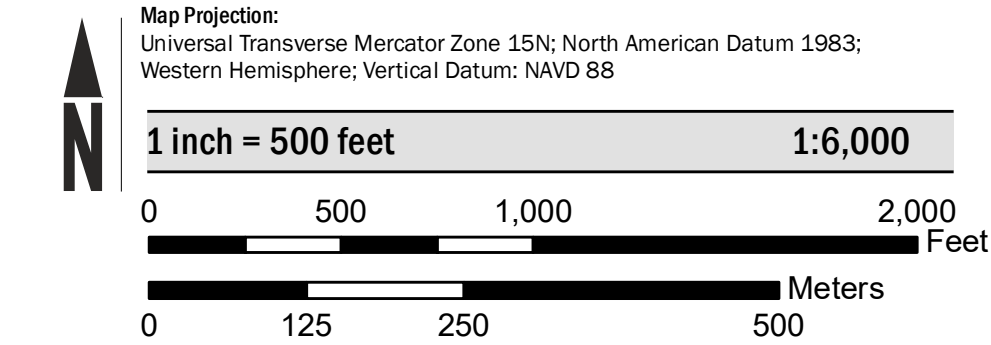 Map Projection:
Universal Transverse Mercator Zone 15N; North American Datum 1983;
Western Hemisphere; Vertical Datum: NAVD 88
N
1 inch = 500 feet 1:6,000
0 500 1,000 2,000
Feet
Meters
0 125 250 500